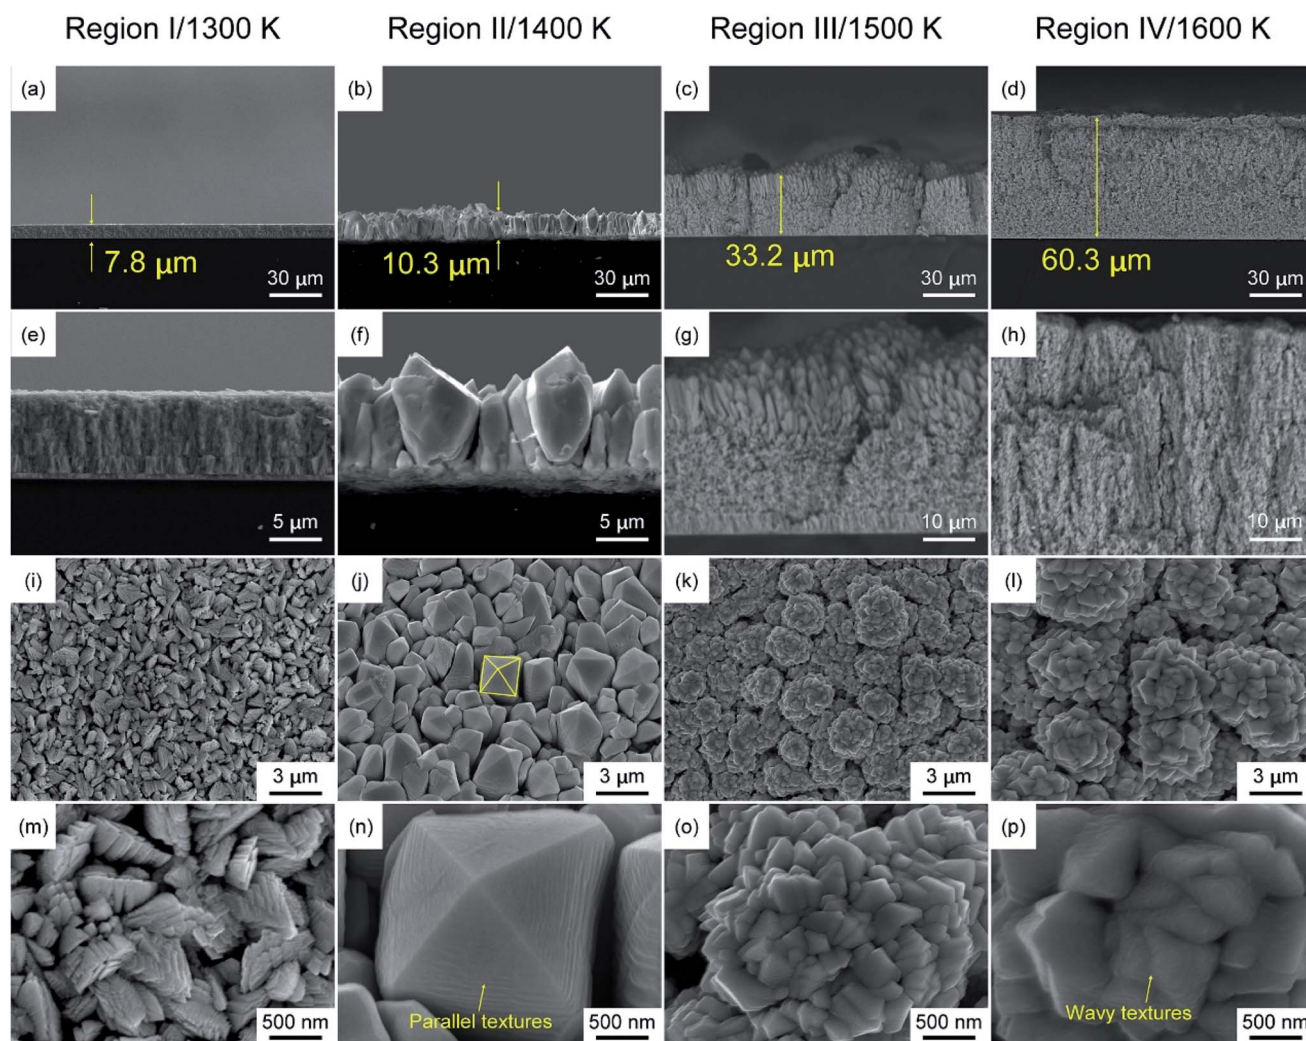 Region I/1300 K
Region II/1400 K
Region III/1500 K
Region IV/1600 K
(a)
7.8 μm
30 μm
(b)
10.3 μm
30 μm
(c)
33.2 μm
30 μm
(d)
60.3 μm
30 μm
(e)
5 μm
(f)
5 μm
(g)
10 μm
(h)
10 μm
(i)
3 μm
(j)
3 μm
(k)
3 μm
(l)
3 μm
(m)
500 nm
(n)
Parallel textures
500 nm
(o)
500 nm
(p)
Wavy textures
500 nm